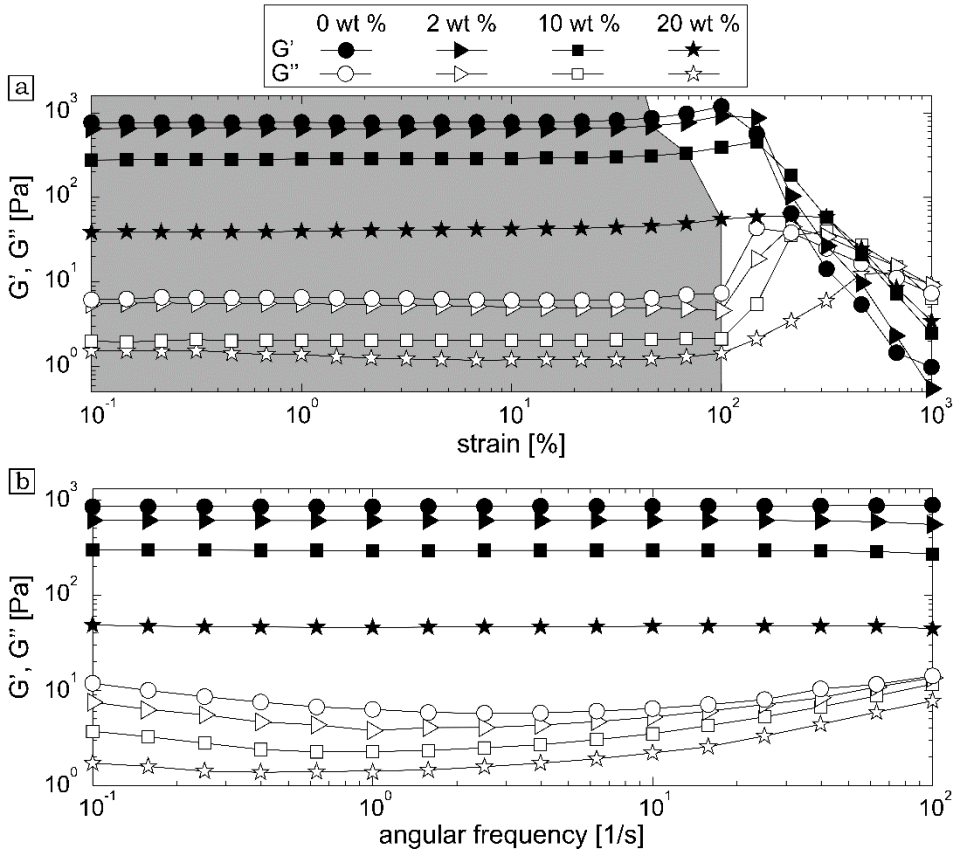 0 wt % 2 wt % 10 wt % 20 wt %
G'
G''
a
10³
10²
10¹
10⁰
G', G'' [Pa]
10⁻¹ 10⁰ 10¹ 10² 10³
strain [%]
b
10³
10²
10¹
10⁰
G', G'' [Pa]
10⁻¹ 10⁰ 10¹ 10²
angular frequency [1/s]